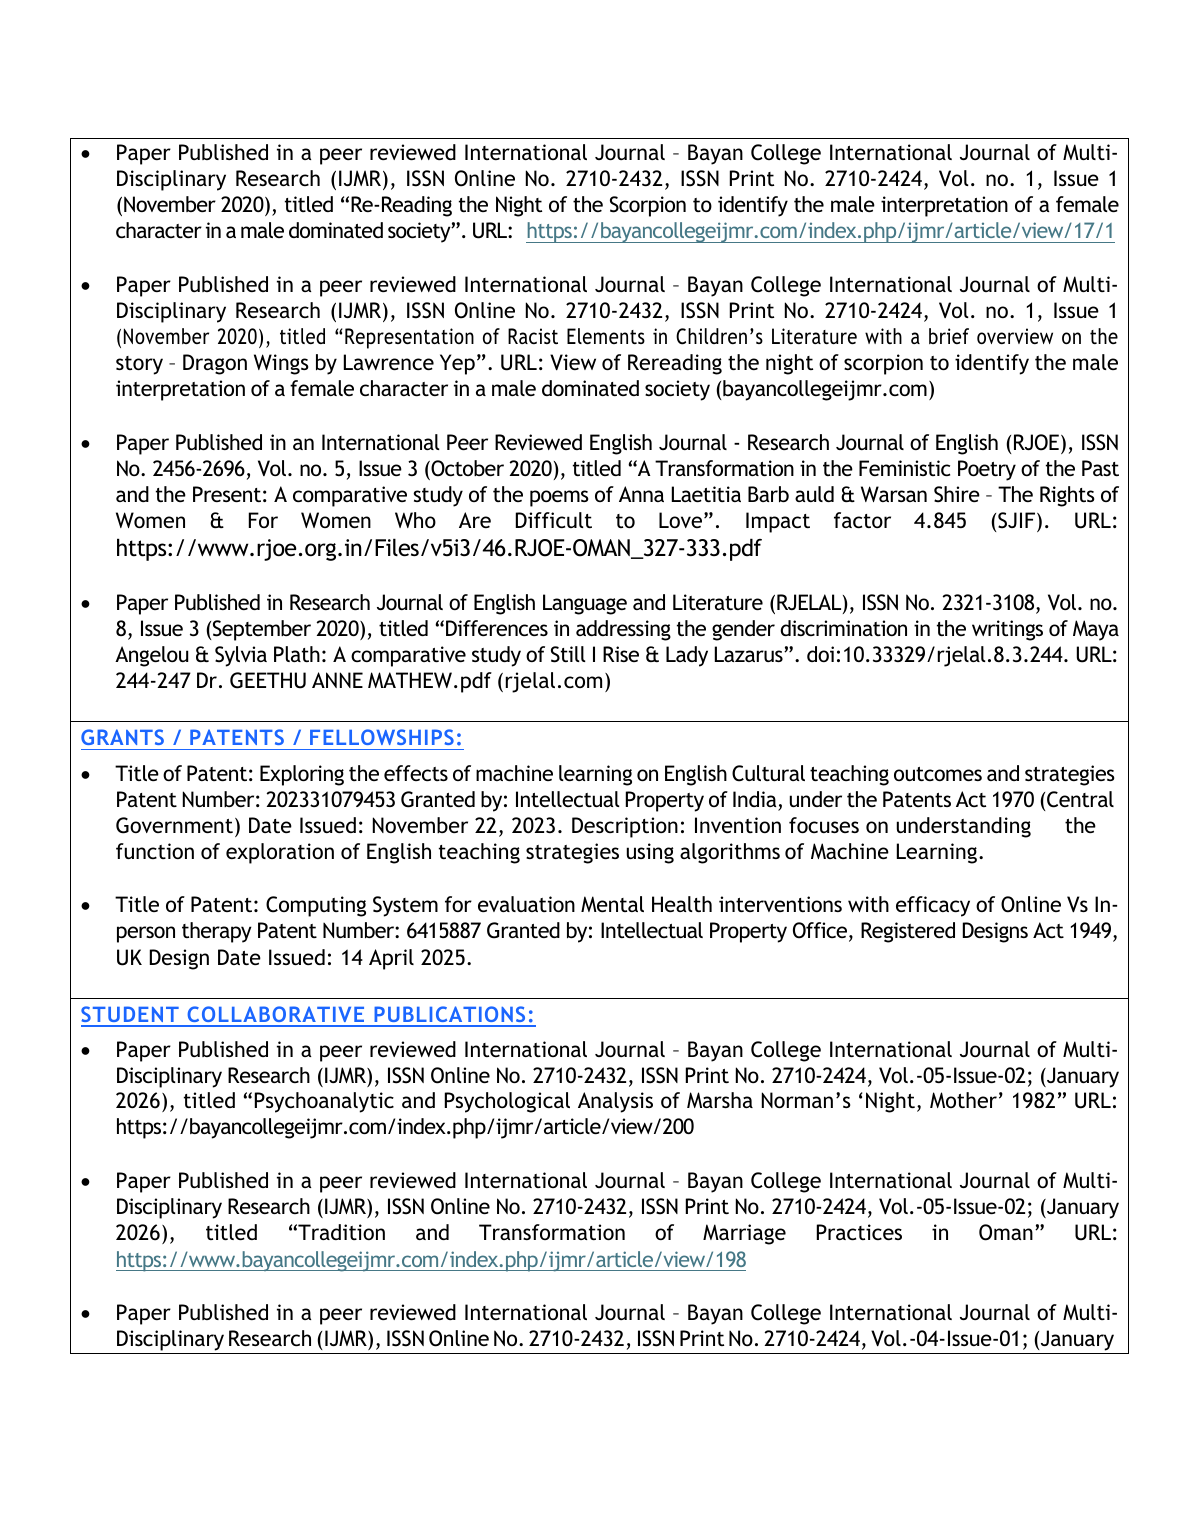 • Paper Published in a peer reviewed International Journal – Bayan College International Journal of Multi-
Disciplinary Research (IJMR), ISSN Online No. 2710-2432, ISSN Print No. 2710-2424, Vol. no. 1, Issue 1
(November 2020), titled “Re-Reading the Night of the Scorpion to identify the male interpretation of a female
character in a male dominated society”. URL: https://bayancollegeijmr.com/index.php/ijmr/article/view/17/1
• Paper Published in a peer reviewed International Journal – Bayan College International Journal of Multi-
Disciplinary Research (IJMR), ISSN Online No. 2710-2432, ISSN Print No. 2710-2424, Vol. no. 1, Issue 1
(November 2020), titled “Representation of Racist Elements in Children’s Literature with a brief overview on the
story – Dragon Wings by Lawrence Yep”. URL: View of Rereading the night of scorpion to identify the male
interpretation of a female character in a male dominated society (bayancollegeijmr.com)
• Paper Published in an International Peer Reviewed English Journal - Research Journal of English (RJOE), ISSN
No. 2456-2696, Vol. no. 5, Issue 3 (October 2020), titled “A Transformation in the Feministic Poetry of the Past
and the Present: A comparative study of the poems of Anna Laetitia Barb auld & Warsan Shire – The Rights of
Women & For Women Who Are Difficult to Love”. Impact factor 4.845 (SJIF). URL:
https://www.rjoe.org.in/Files/v5i3/46.RJOE-OMAN_327-333.pdf
• Paper Published in Research Journal of English Language and Literature (RJELAL), ISSN No. 2321-3108, Vol. no.
8, Issue 3 (September 2020), titled “Differences in addressing the gender discrimination in the writings of Maya
Angelou & Sylvia Plath: A comparative study of Still I Rise & Lady Lazarus”. doi:10.33329/rjelal.8.3.244. URL:
244-247 Dr. GEETHU ANNE MATHEW.pdf (rjelal.com)
GRANTS / PATENTS / FELLOWSHIPS:
• Title of Patent: Exploring the effects of machine learning on English Cultural teaching outcomes and strategies
Patent Number: 202331079453 Granted by: Intellectual Property of India, under the Patents Act 1970 (Central
Government) Date Issued: November 22, 2023. Description: Invention focuses on understanding the
function of exploration of English teaching strategies using algorithms of Machine Learning.
• Title of Patent: Computing System for evaluation Mental Health interventions with efficacy of Online Vs In-
person therapy Patent Number: 6415887 Granted by: Intellectual Property Office, Registered Designs Act 1949,
UK Design Date Issued: 14 April 2025.
STUDENT COLLABORATIVE PUBLICATIONS:
• Paper Published in a peer reviewed International Journal – Bayan College International Journal of Multi-
Disciplinary Research (IJMR), ISSN Online No. 2710-2432, ISSN Print No. 2710-2424, Vol.-05-Issue-02; (January
2026), titled “Psychoanalytic and Psychological Analysis of Marsha Norman’s ‘Night, Mother’ 1982” URL:
https://bayancollegeijmr.com/index.php/ijmr/article/view/200
• Paper Published in a peer reviewed International Journal – Bayan College International Journal of Multi-
Disciplinary Research (IJMR), ISSN Online No. 2710-2432, ISSN Print No. 2710-2424, Vol.-05-Issue-02; (January
2026), titled “Tradition and Transformation of Marriage Practices in Oman” URL:
https://www.bayancollegeijmr.com/index.php/ijmr/article/view/198
• Paper Published in a peer reviewed International Journal – Bayan College International Journal of Multi-
Disciplinary Research (IJMR), ISSN Online No. 2710-2432, ISSN Print No. 2710-2424, Vol.-04-Issue-01; (January